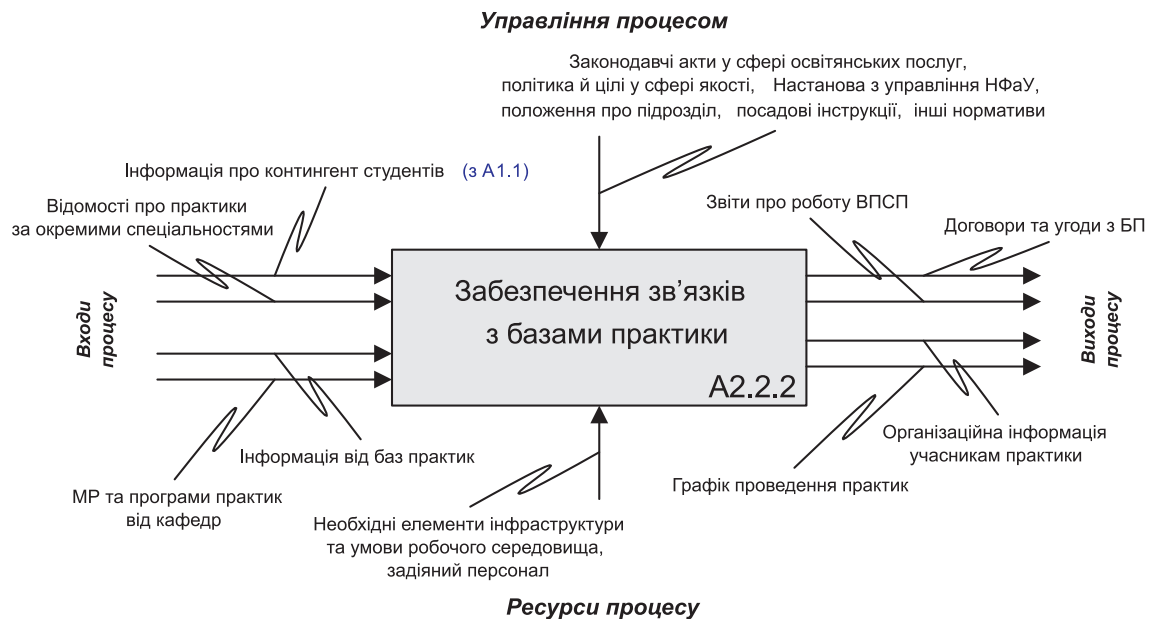 Управління процесом
Законодавчі акти у сфері освітянських послуг,
політика й цілі у сфері якості, Настанова з управління НФаУ,
положення про підрозділ, посадові інструкції, інші нормативи
Інформація про контингент студентів (з А1.1)
Відомості про практики
за окремими спеціальностями
Звіти про роботу ВПСП
Договори та угоди з БП
Входи
процесу
Забезпечення зв’язків
з базами практики
А2.2.2
Виходи
процесу
Інформація від баз практик
МР та програми практик
від кафедр
Організаційна інформація
учасникам практики
Графік проведення практик
Необхідні елементи інфраструктури
та умови робочого середовища,
задіяний персонал
Ресурси процесу